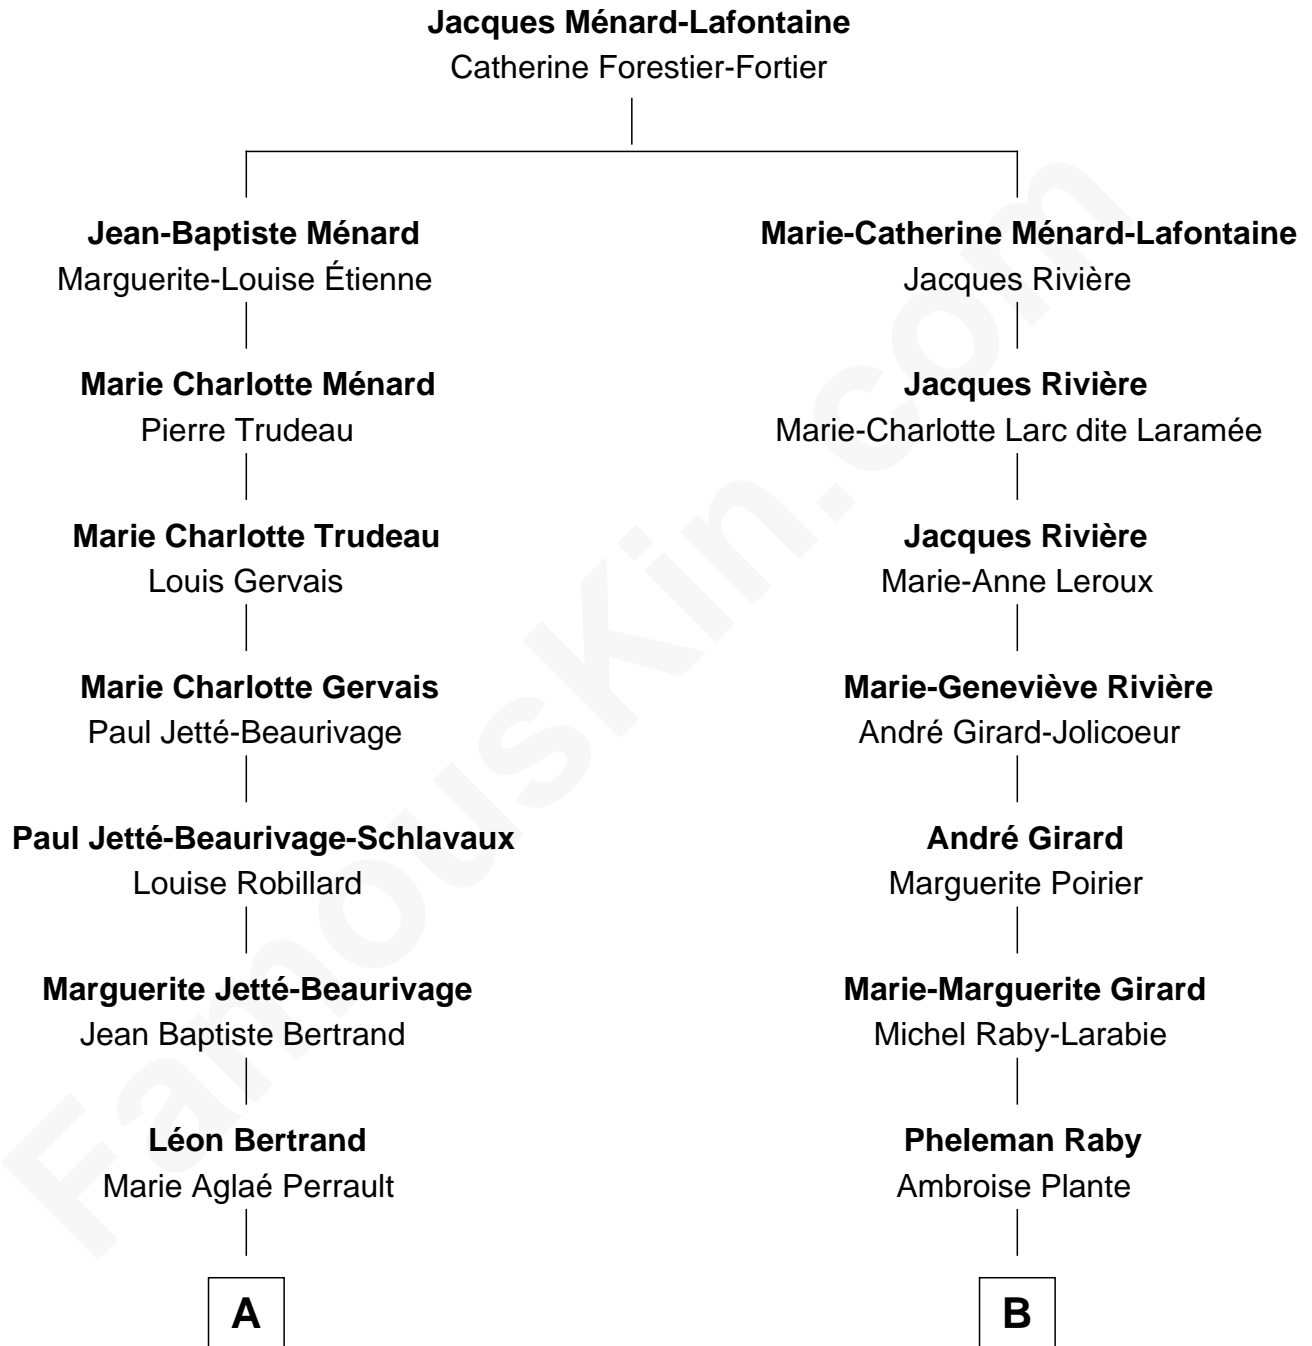 Jacques Ménard-Lafontaine
Catherine Forestier-Fortier
Jean-Baptiste Ménard
Marguerite-Louise Étienne
Marie Charlotte Ménard
Pierre Trudeau
Marie Charlotte Trudeau
Louis Gervais
Marie Charlotte Gervais
Paul Jetté-Beaurivage
Paul Jetté-Beaurivage-Schlavaux
Louise Robillard
Marguerite Jetté-Beaurivage
Jean Baptiste Bertrand
Léon Bertrand
Marie Aglaé Perrault
A
Marie-Catherine Ménard-Lafontaine
Jacques Rivière
Jacques Rivière
Marie-Charlotte Larc dite Laramée
Jacques Rivière
Marie-Anne Leroux
Marie-Geneviève Rivière
André Girard-Jolicoeur
André Girard
Marguerite Poirier
Marie-Marguerite Girard
Michel Raby-Larabie
Pheleman Raby
Ambroise Plante
B
FamousKin.com